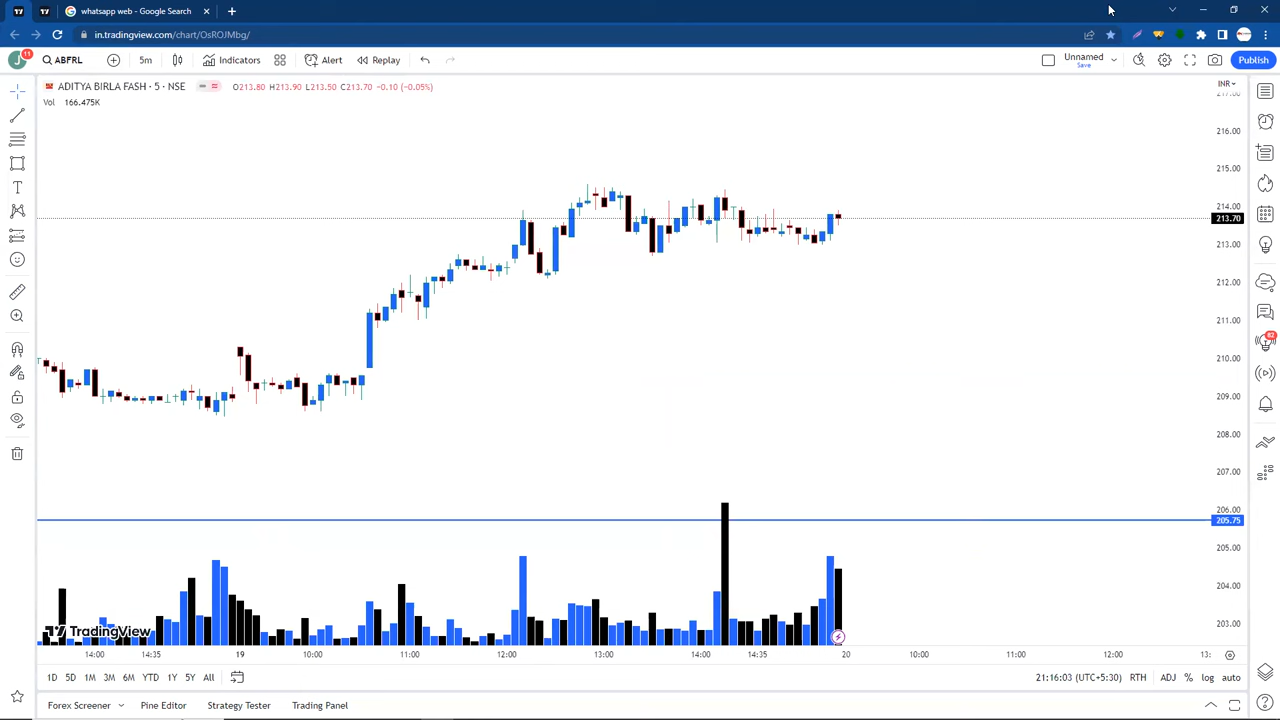 whatsapp web - Google Search
in.tradingview.com/chart/OsROJMbg/
J 11 ABFRL 5m Indicators Alert Replay Unnamed Save Publish
ADITYA BIRLA FASH · 5 · NSE O213.80 H213.90 L213.50 C213.70 -0.10 (-0.05%) INR
Vol 166.475K
217.00
216.00
215.00
214.00
213.70
213.00
212.00
211.00
210.00
209.00
208.00
207.00
206.00
205.75
205.00
204.00
203.00
82
TradingView
14:00 14:35 19 10:00 11:00 12:00 13:00 14:00 14:35 20 10:00 11:00 12:00 13:
1D 5D 1M 3M 6M YTD 1Y 5Y All 21:16:03 (UTC+5:30) RTH ADJ % log auto
Forex Screener Pine Editor Strategy Tester Trading Panel